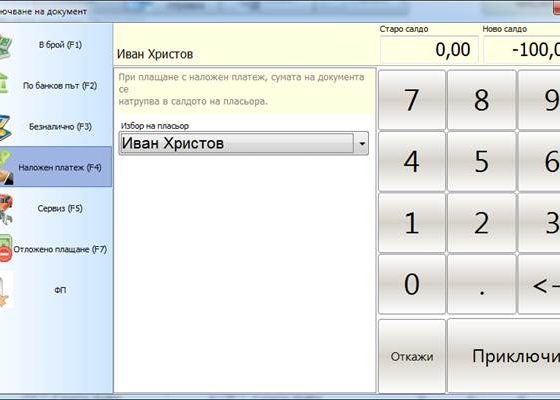 ючване на документ
В брой (F1)
По банков път (F2)
Безналично (F3)
Наложен платеж (F4)
Сервиз (F5)
Отложено плащане (F7)
ФП
Иван Христов
При плащане с наложен платеж, сумата на документа
се
натрупва в салдото на пласьора.
Избор на пласьор
Иван Христов
Старо салдо Ново салдо
0,00 -100,0
7 8 9
4 5 6
1 2 3
0 . <-
Откажи Приключи